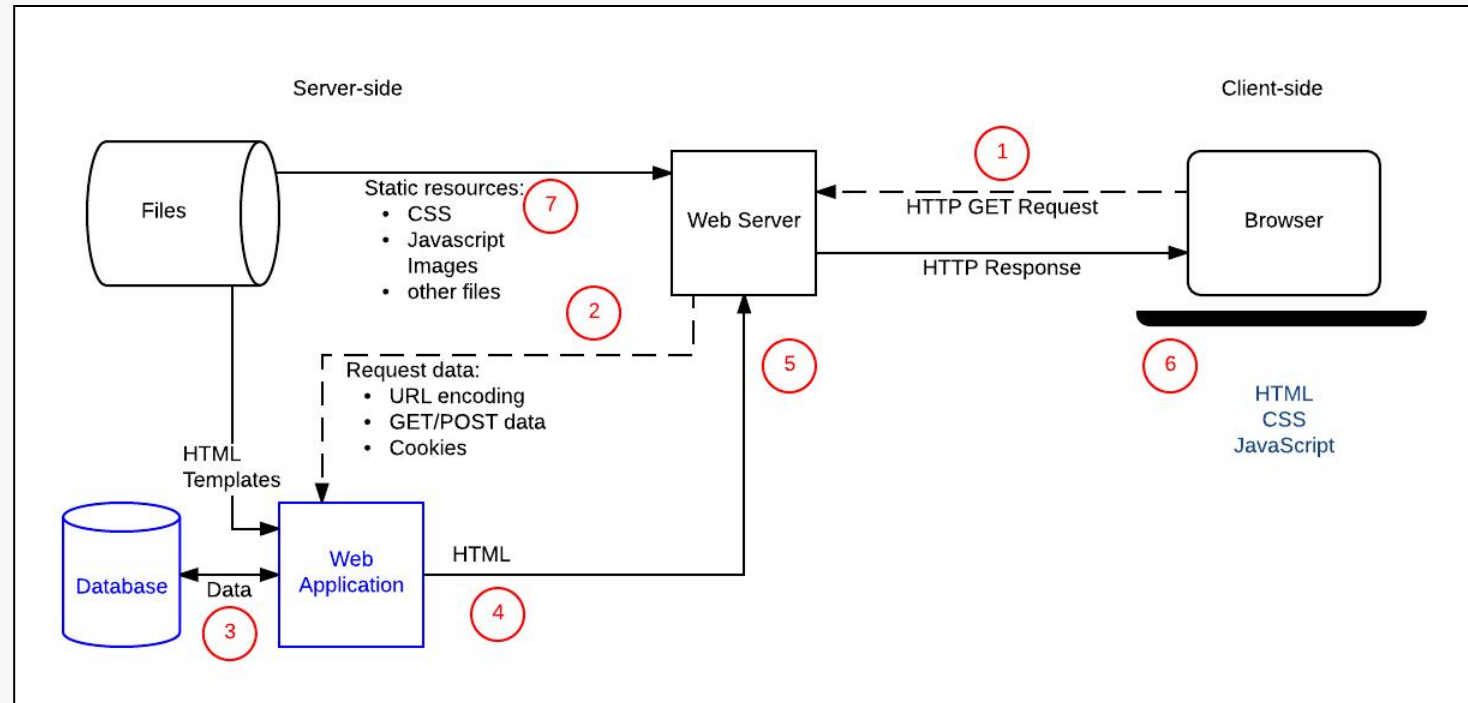 Server-side
Client-side
Files
Static resources:
• CSS
• Javascript
Images
• other files
7
Web Server
1
HTTP GET Request
HTTP Response
Browser
2
Request data:
• URL encoding
• GET/POST data
• Cookies
5
6
HTML
CSS
JavaScript
HTML
Templates
Database
Data
3
Web
Application
HTML
4